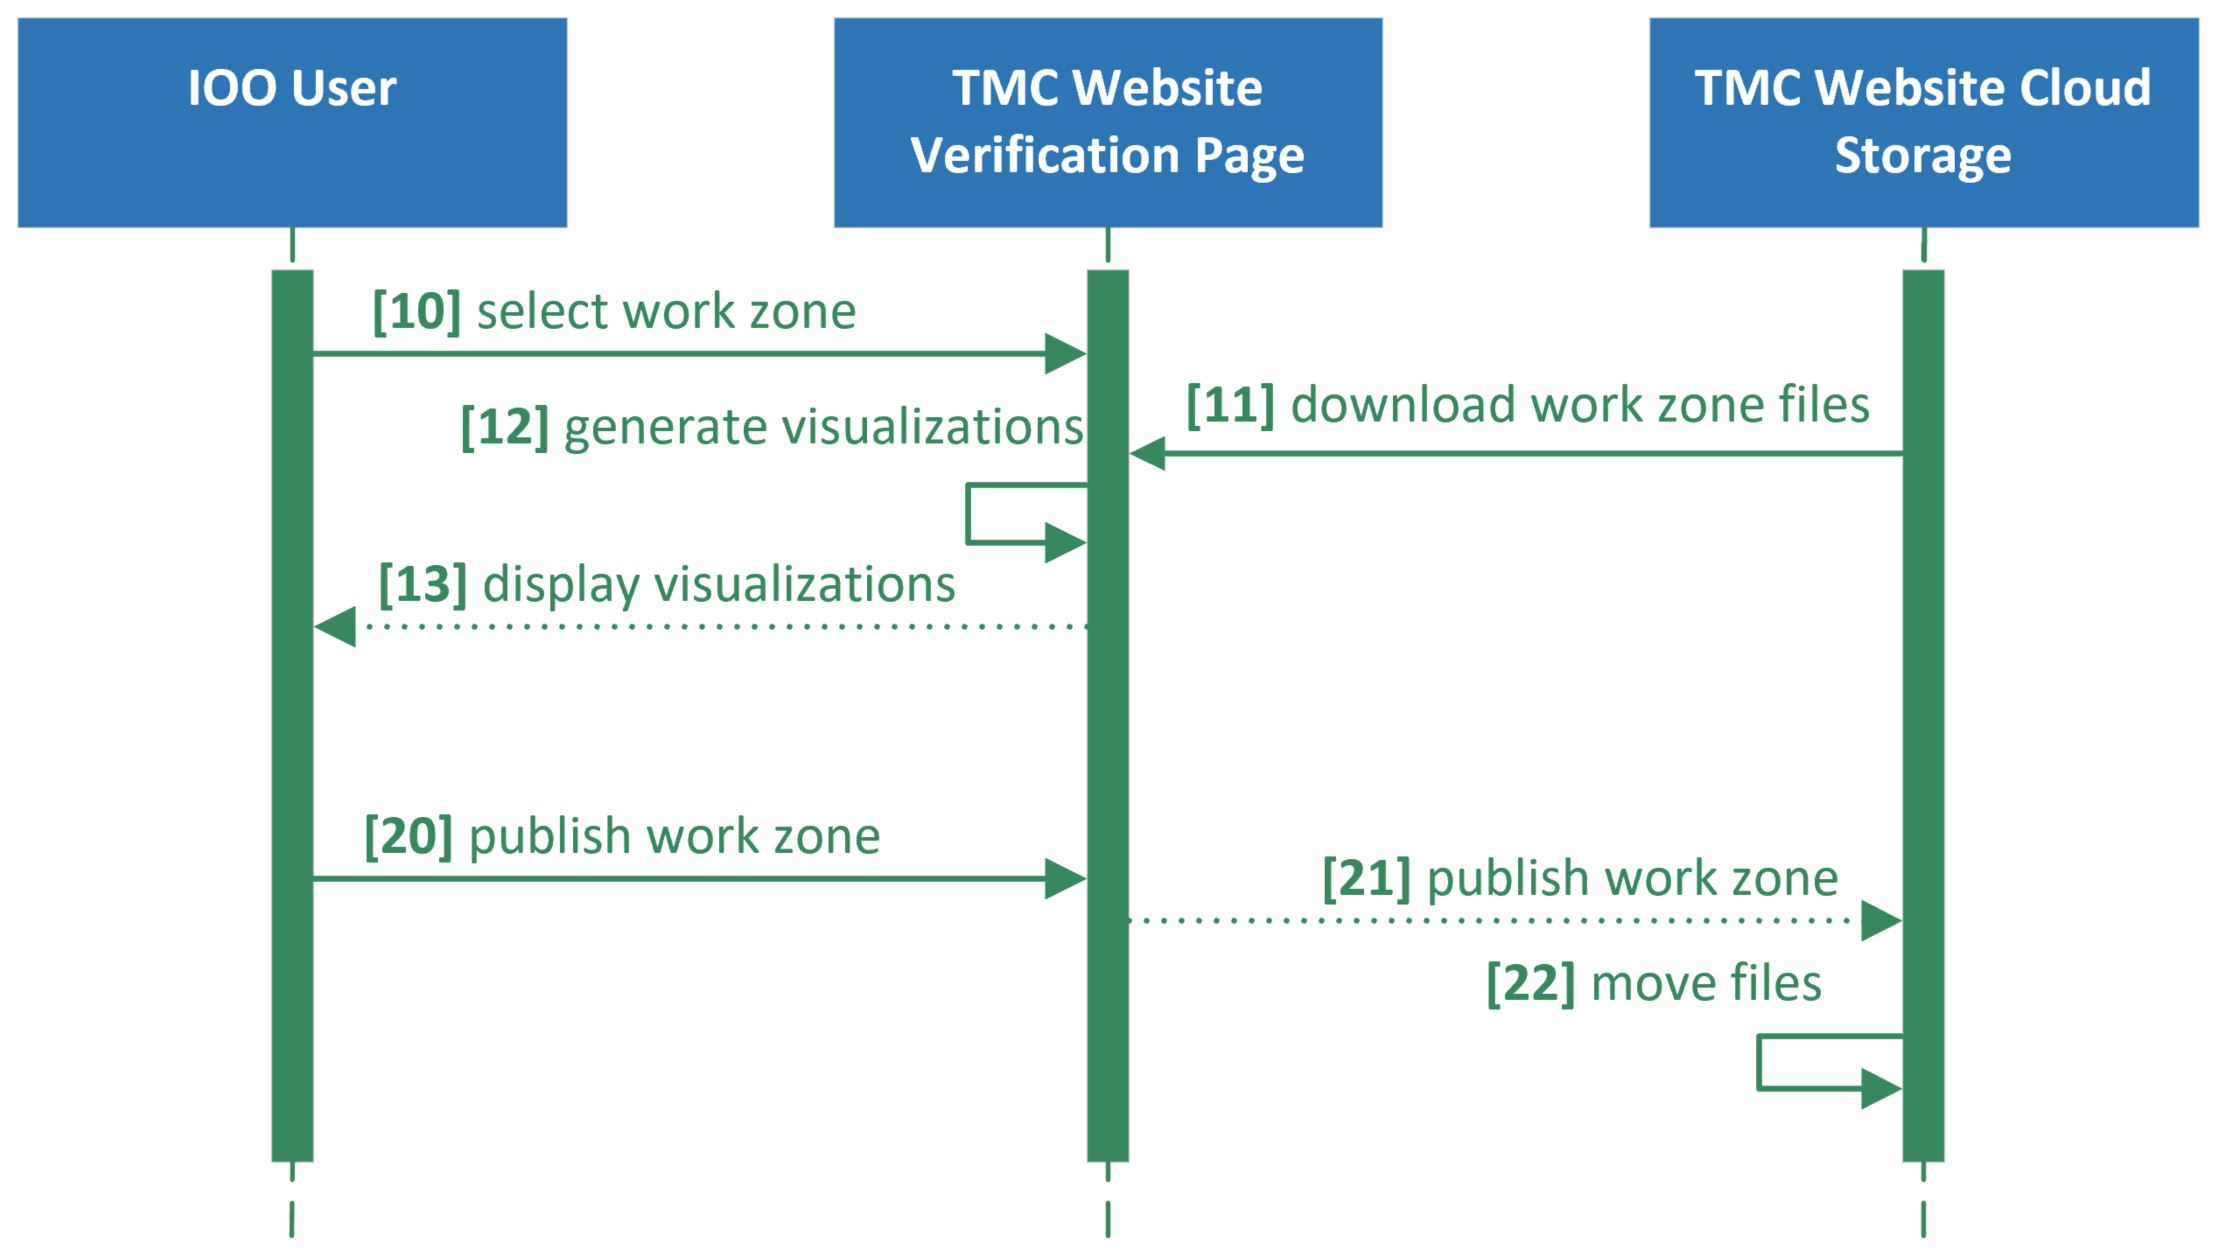 IOO User
TMC Website
Verification Page
TMC Website Cloud
Storage
[10] select work zone
[11] download work zone files
[12] generate visualizations
[13] display visualizations
[20] publish work zone
[21] publish work zone
[22] move files